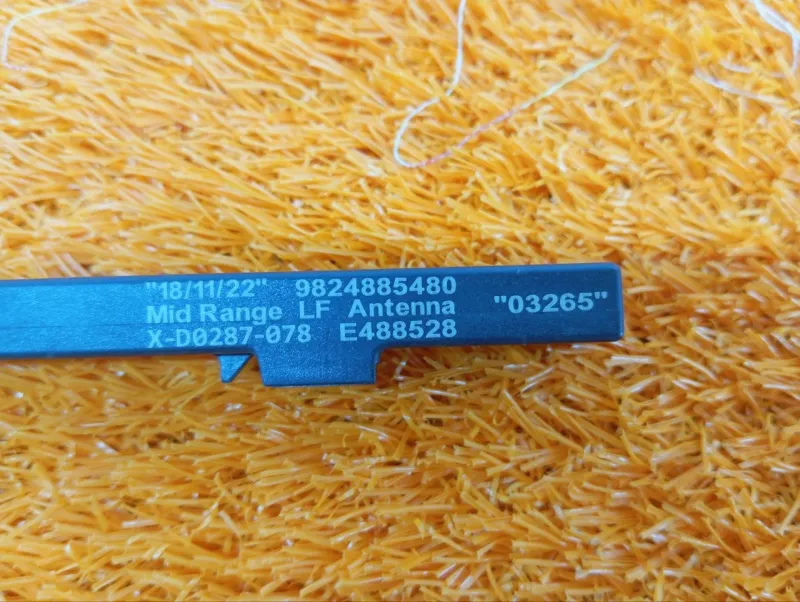 "18/11/22" 9824885480
Mid Range LF Antenna "03265"
X-D0287-078 E488528